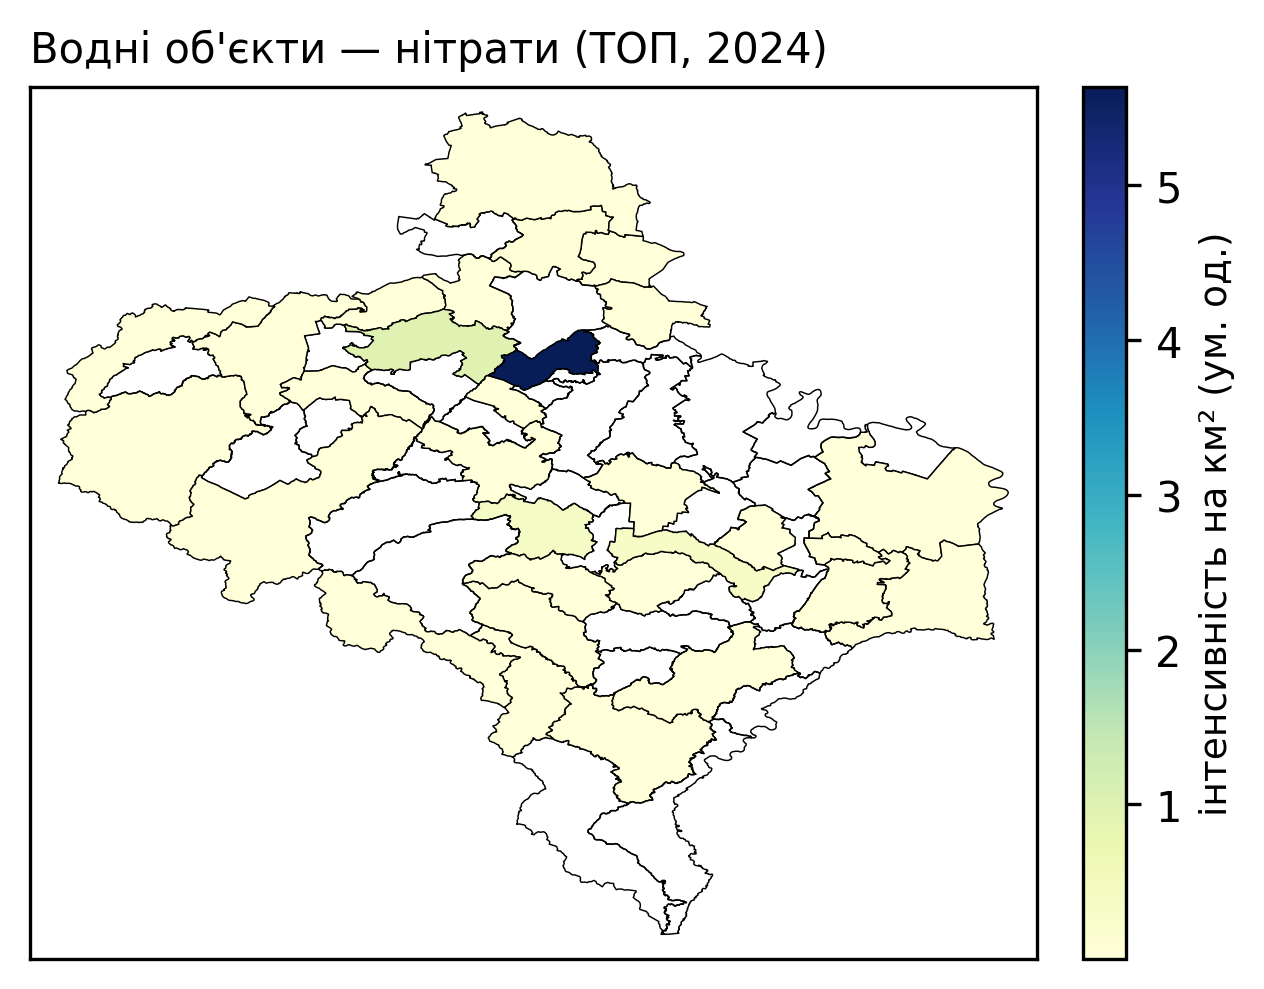 Водні об'єкти — нітрати (ТОП, 2024)
5
4
3
2
1
інтенсивність на км² (ум. од.)